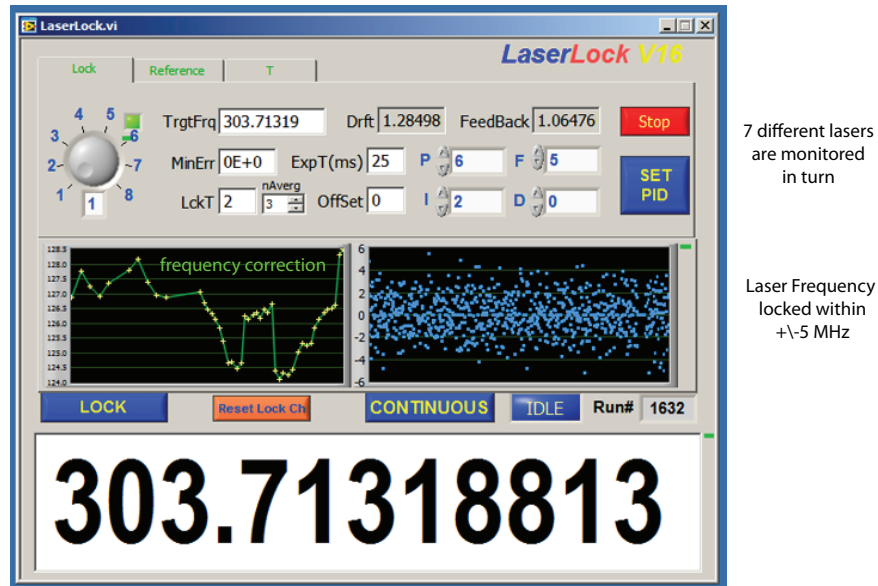 LaserLock.vi
LaserLock V16
Lock Reference T
4 5
3 6
2 7
1 1 8
TrgtFrq 303.71319 Drft 1.28498 FeedBack 1.06476 Stop
MinErr 0E+0 ExpT(ms) 25 P 6 F 5 SET PID
LckT 2 nAverg 3 OffSet 0 I 2 D 0
7 different lasers
are monitored
in turn
frequency correction
128.5
128.0
127.5
127.0
126.5
126.0
125.5
125.0
124.5
124.0
6
4
2
0
-2
-4
-6
Laser Frequency
locked within
+\-5 MHz
LOCK Reset Lock Ch CONTINUOUS IDLE Run# 1632
303.71318813